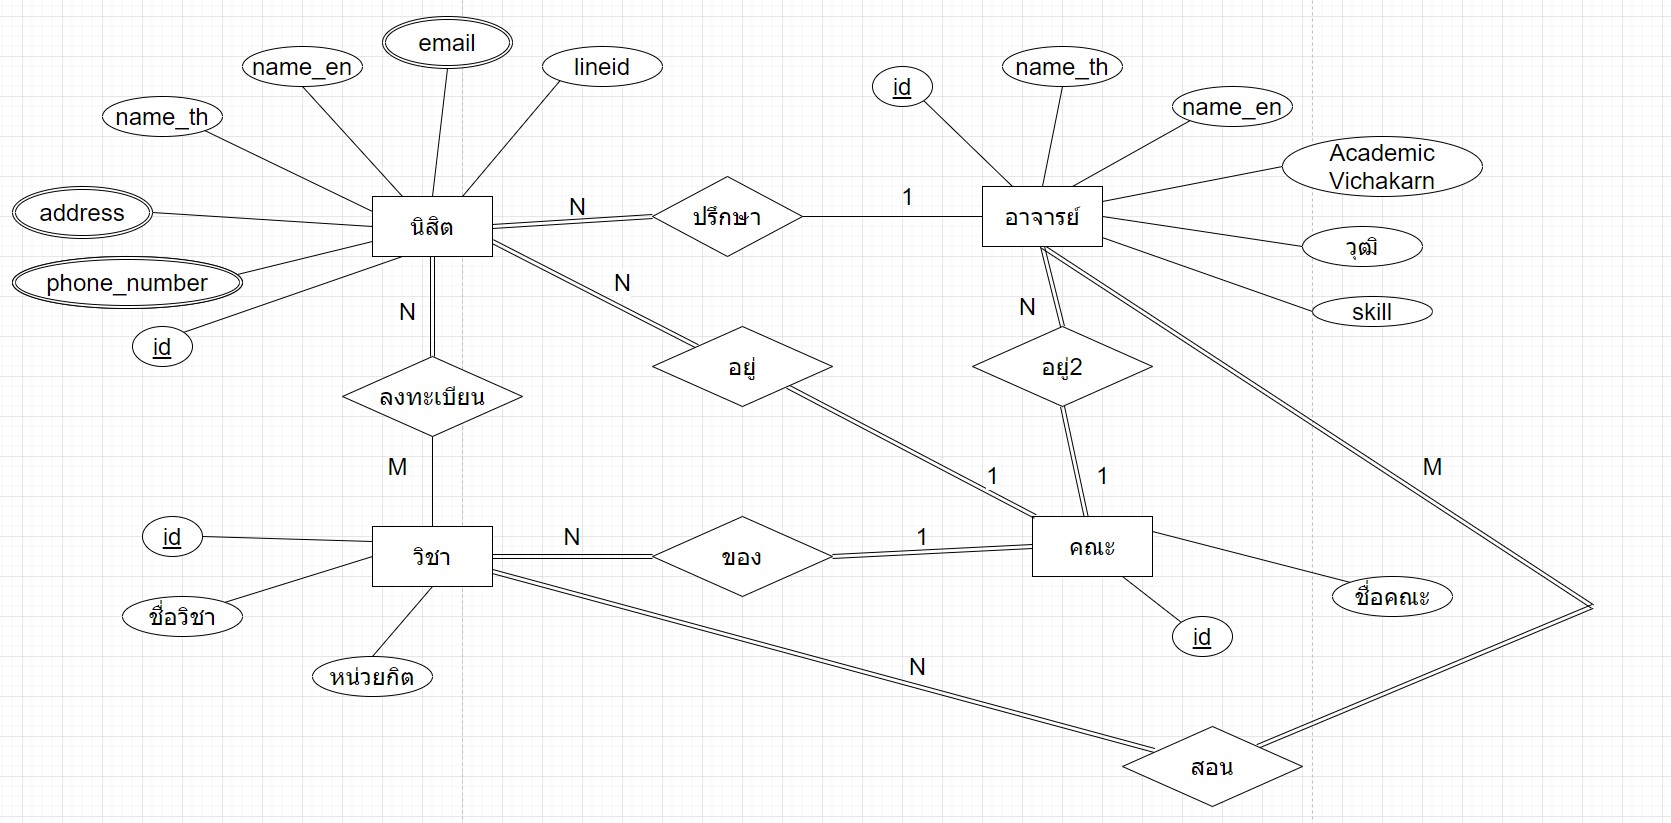 email
name_en
lineid
name_th
id
name_th
name_en
Academic
Vichakarn
address
นิสิต
N
ปรึกษา
1
อาจารย์
วุฒิ
phone_number
N
skill
id
N
N
อยู่
อยู่2
ลงทะเบียน
M
1
1
M
id
วิชา
N
ของ
1
คณะ
ชื่อวิชา
ชื่อคณะ
id
หน่วยกิต
N
สอน